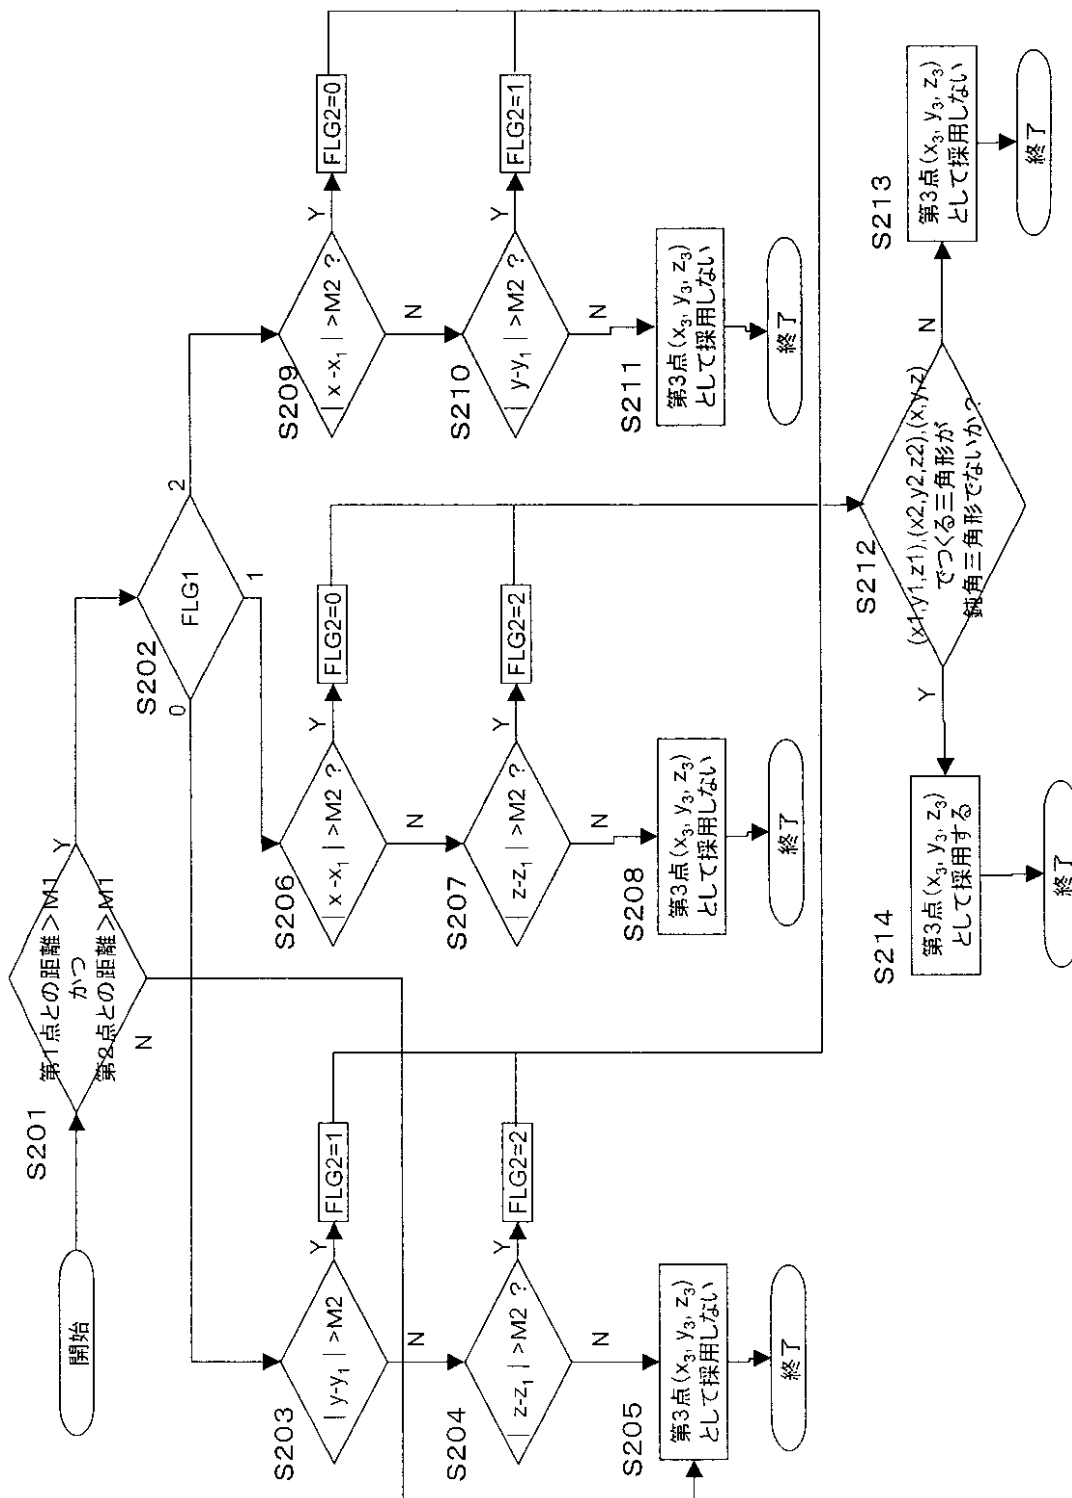 開始
S201
第1点との距離＞M1
かつ
第2点との距離＞M1
Y
N
S202
FLG1
0
1
2
S203
｜y-y₁｜>M2
Y
FLG2=1
N
S204
｜z-z₁｜>M2 ?
Y
FLG2=2
N
S205
第3点(x₃, y₃, z₃)
として採用しない
終了
S206
｜x-x₁｜>M2 ?
Y
FLG2=0
N
S207
｜z-z₁｜>M2 ?
Y
FLG2=2
N
S208
第3点(x₃, y₃, z₃)
として採用しない
終了
S209
｜x-x₁｜>M2 ?
Y
FLG2=0
N
S210
｜y-y₁｜>M2 ?
Y
FLG2=1
N
S211
第3点(x₃, y₃, z₃)
として採用しない
終了
S212
(x1,y1,z1),(x2,y2,z2),(x,y,z)
でつくる三角形が
鈍角三角形でないか?
N
S213
第3点(x₃, y₃, z₃)
として採用しない
終了
Y
S214
第3点(x₃, y₃, z₃)
として採用する
終了